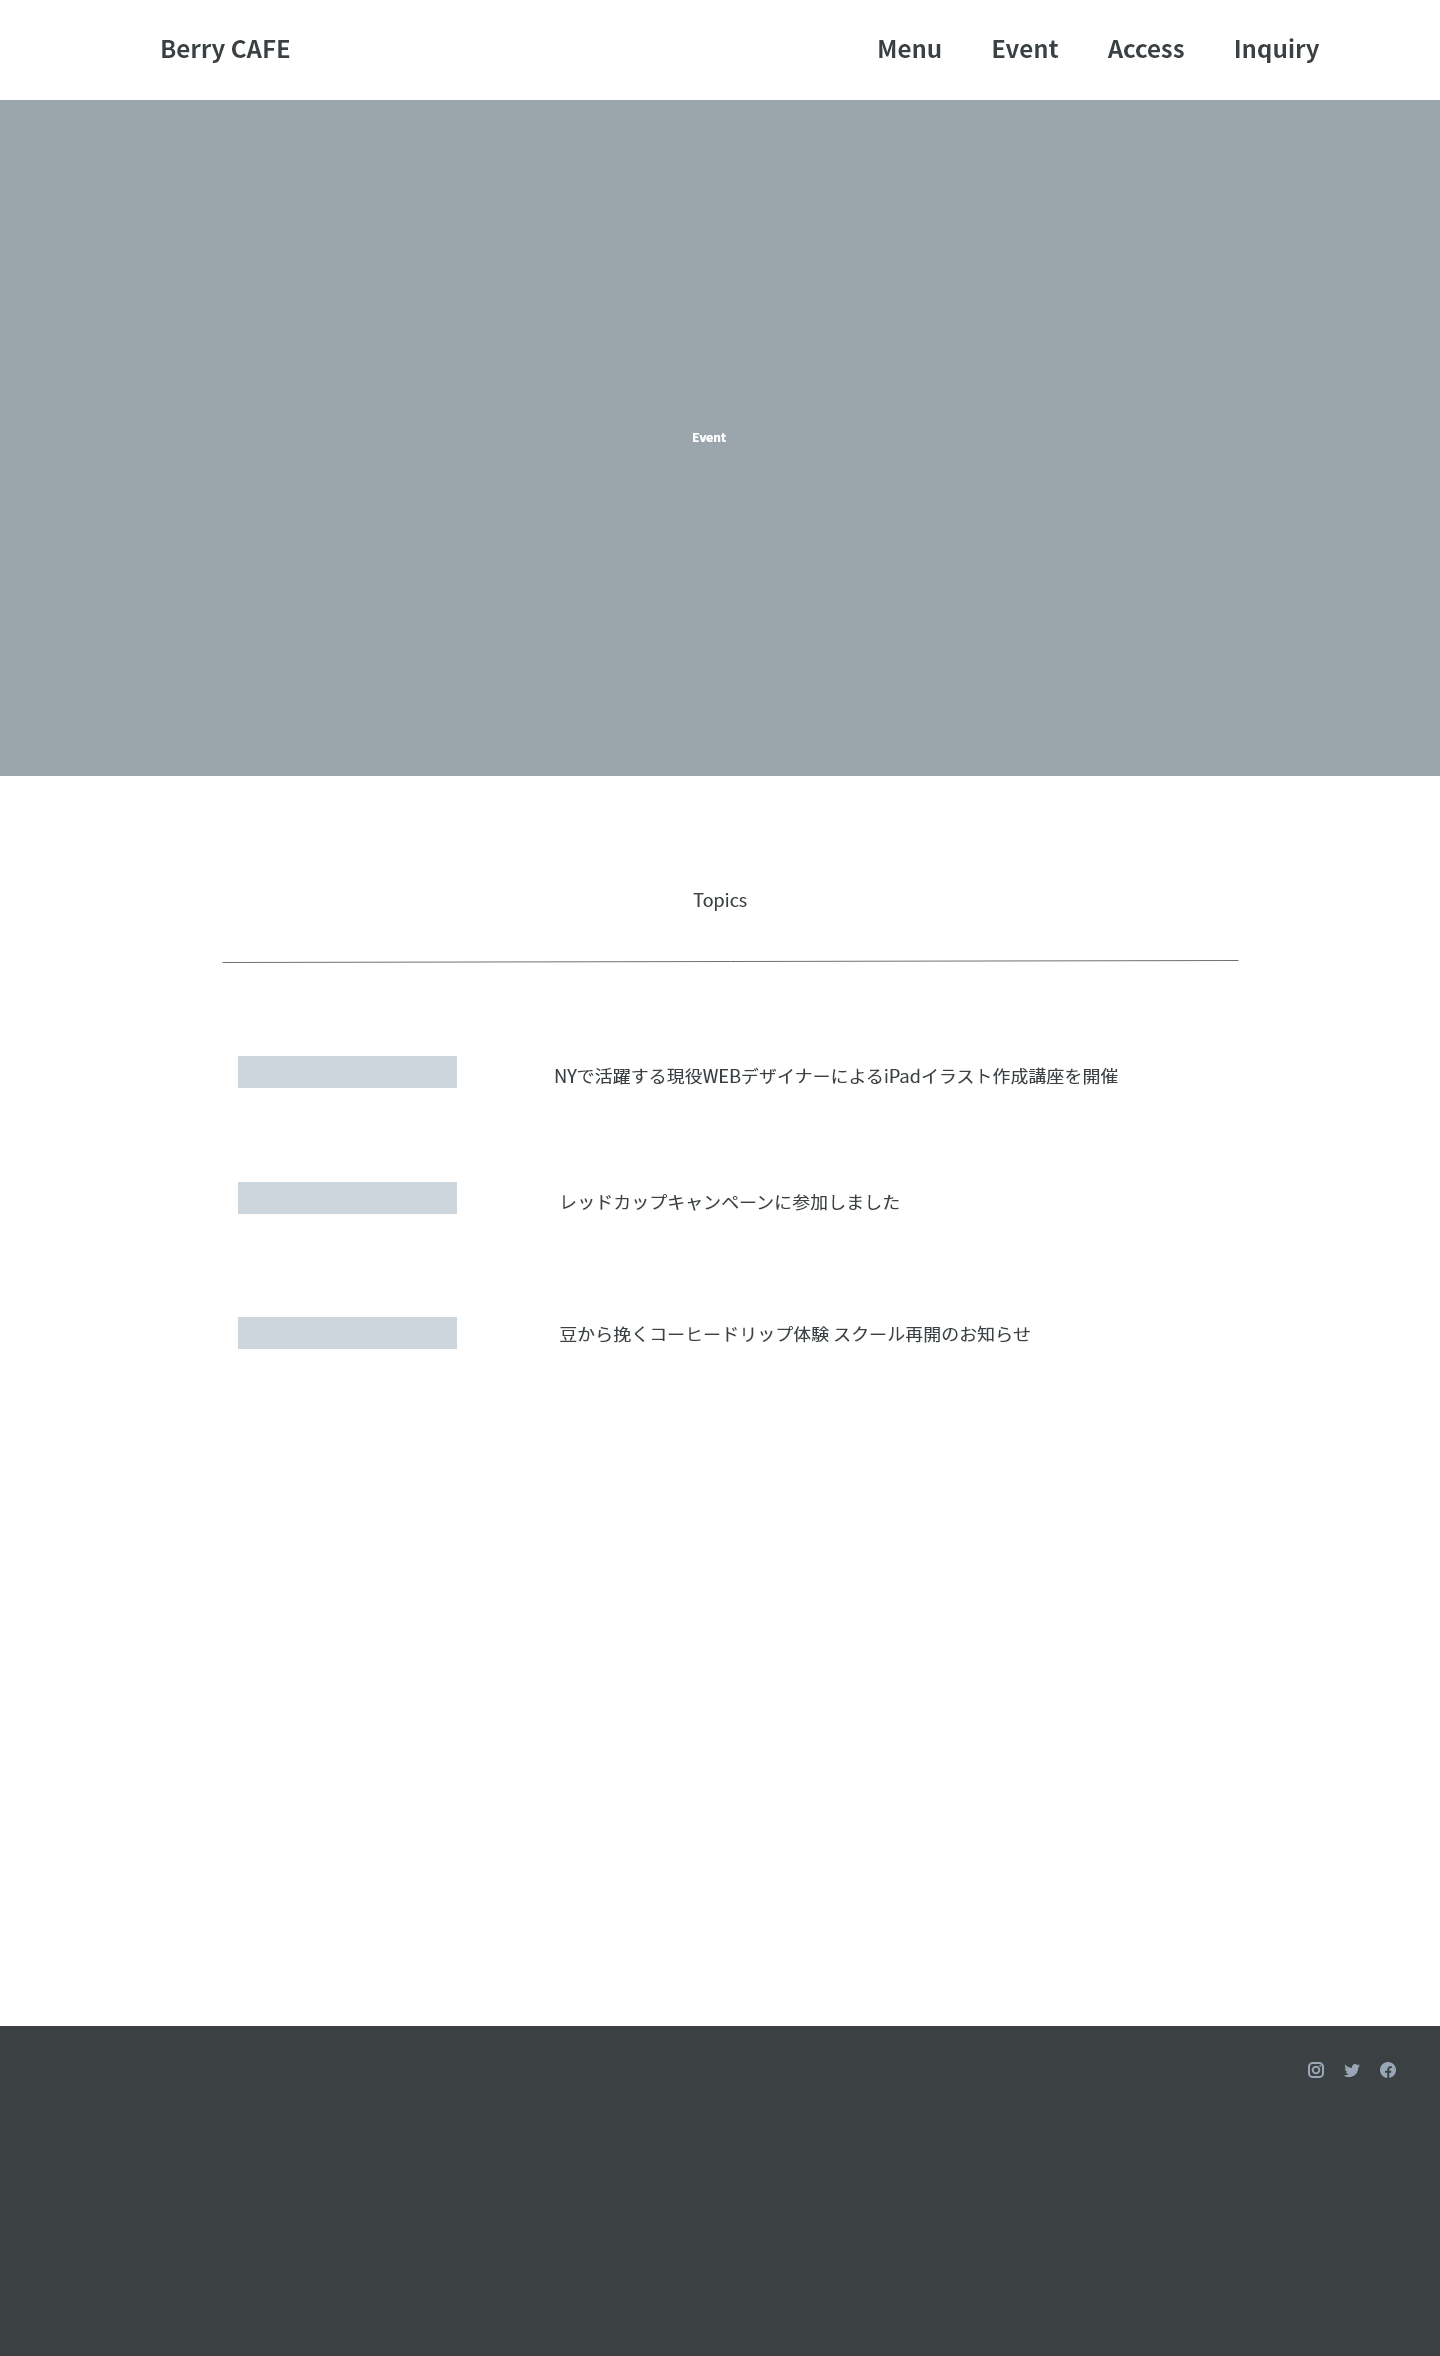 Berry CAFE
Menu Event Access Inquiry
Event
Topics
NYで活躍する現役WEBデザイナーによるiPadイラスト作成講座を開催
レッドカップキャンペーンに参加しました
豆から挽くコーヒードリップ体験 スクール再開のお知らせ